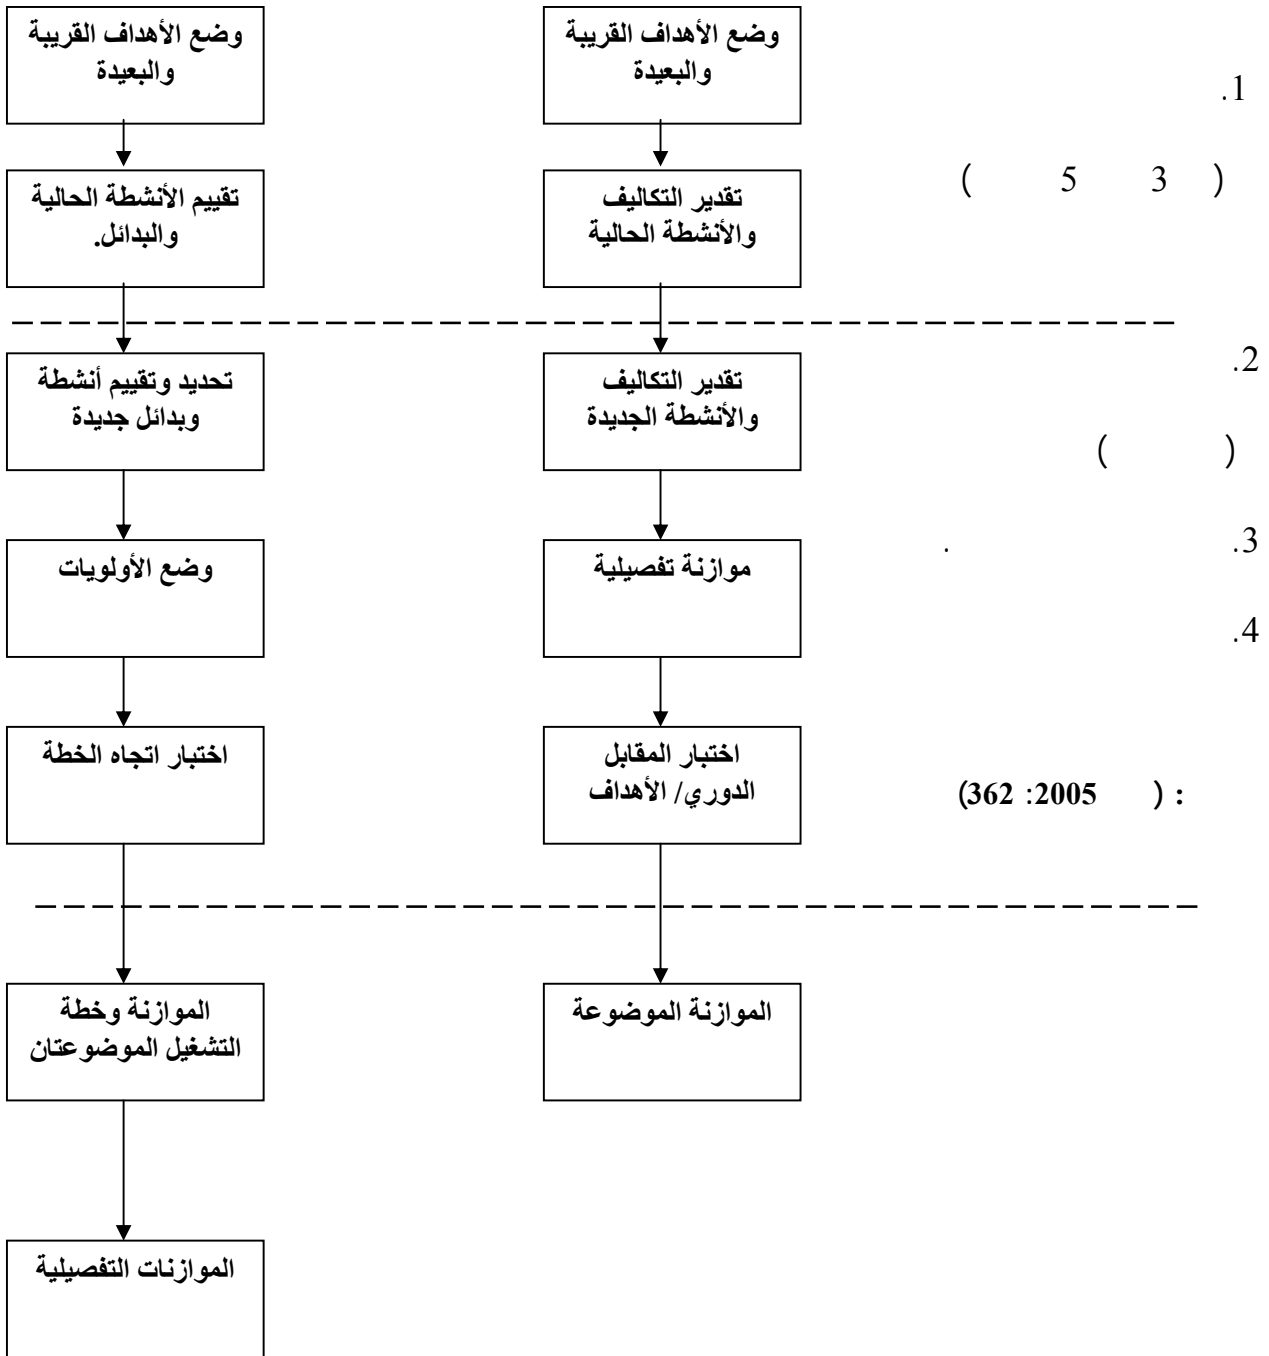 وضع الأهداف القريبة
والبعيدة
وضع الأهداف القريبة
والبعيدة
.1
( 3 5 )
تقدير التكاليف
والأنشطة الحالية
تقييم الأنشطة الحالية
والبدائل.
.2
تقدير التكاليف
والأنشطة الجديدة
تحديد وتقييم أنشطة
وبدائل جديدة
( )
.3 .
موازنة تفصيلية
وضع الأولويات
.4
اختبار المقابل
الدوري/ الأهداف
اختبار اتجاه الخطة
: ( 2005: 362)
الموازنة الموضوعة
الموازنة وخطة
التشغيل الموضوعتان
الموازنات التفصيلية